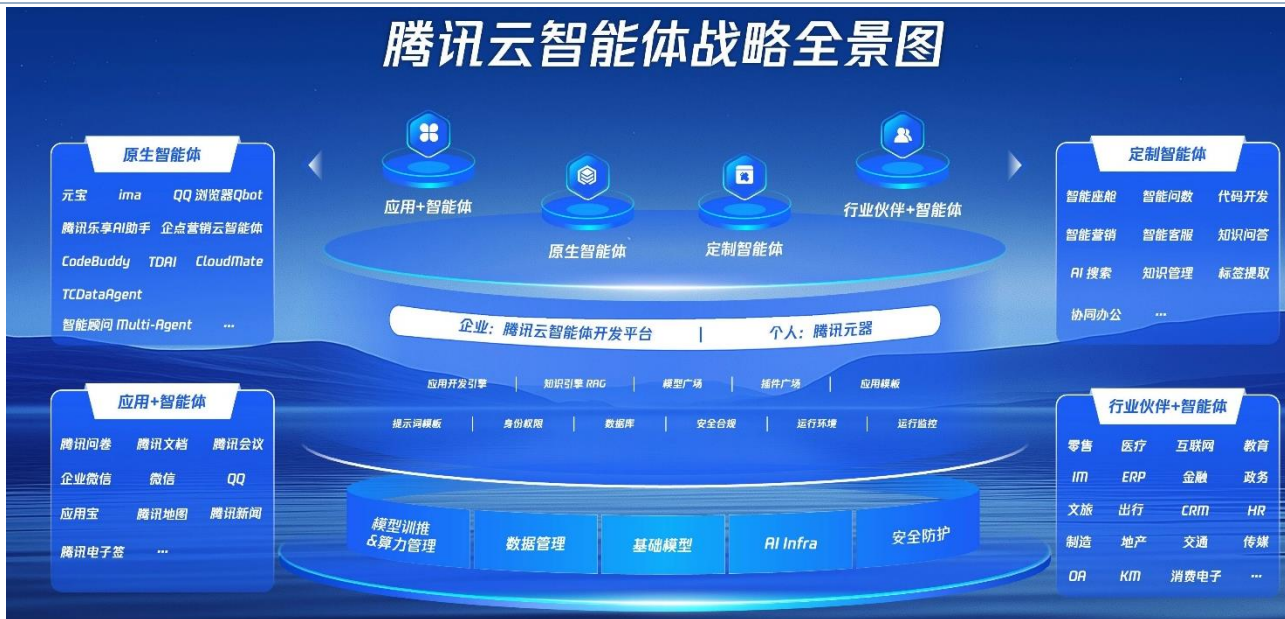 腾讯云智能体战略全景图
原生智能体
元宝 ima QQ 浏览器Qbot
腾讯乐享AI助手 企点营销云智能体
CodeBuddy TDAI CloudMate
TCDataAgent
智能顾问 Multi-Agent ...
应用+智能体
腾讯问卷 腾讯文档 腾讯会议
企业微信 微信 QQ
应用宝 腾讯地图 腾讯新闻
腾讯电子签 ...
应用+智能体
原生智能体
定制智能体
行业伙伴+智能体
企业：腾讯云智能体开发平台 | 个人：腾讯元器
应用开发引擎 | 知识引擎 RAG | 模型广场 | 插件广场 | 应用模板
提示词模板 | 身份权限 | 数据库 | 安全合规 | 运行环境 | 运行监控
模型训推
&算力管理
数据管理
基础模型
AI Infra
安全防护
定制智能体
智能座舱 智能问数 代码开发
智能营销 智能客服 知识问答
AI 搜索 知识管理 标签提取
协同办公 ...
行业伙伴+智能体
零售 医疗 互联网 教育
IM ERP 金融 政务
文旅 出行 CRM HR
制造 地产 交通 传媒
OA KM 消费电子 ...